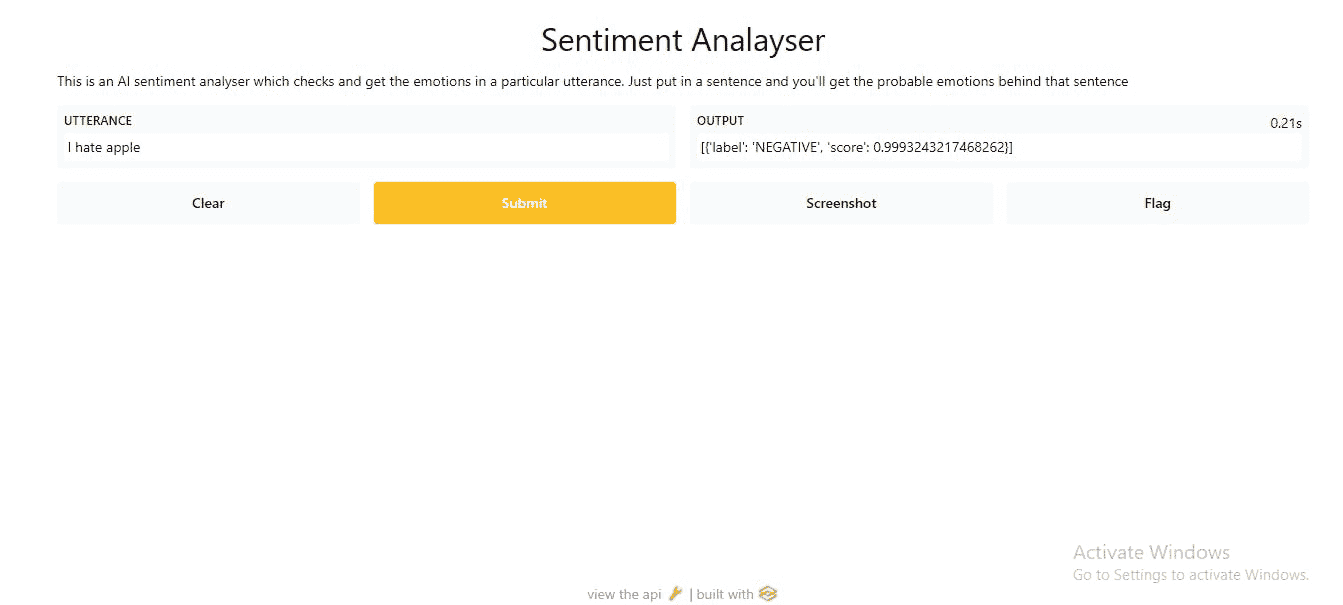 Sentiment Analayser
This is an AI sentiment analyser which checks and get the emotions in a particular utterance. Just put in a sentence and you'll get the probable emotions behind that sentence
UTTERANCE
I hate apple
OUTPUT
0.21s
[{'label': 'NEGATIVE', 'score': 0.9993243217468262}]
Clear
Submit
Screenshot
Flag
Activate Windows
Go to Settings to activate Windows.
view the api | built with